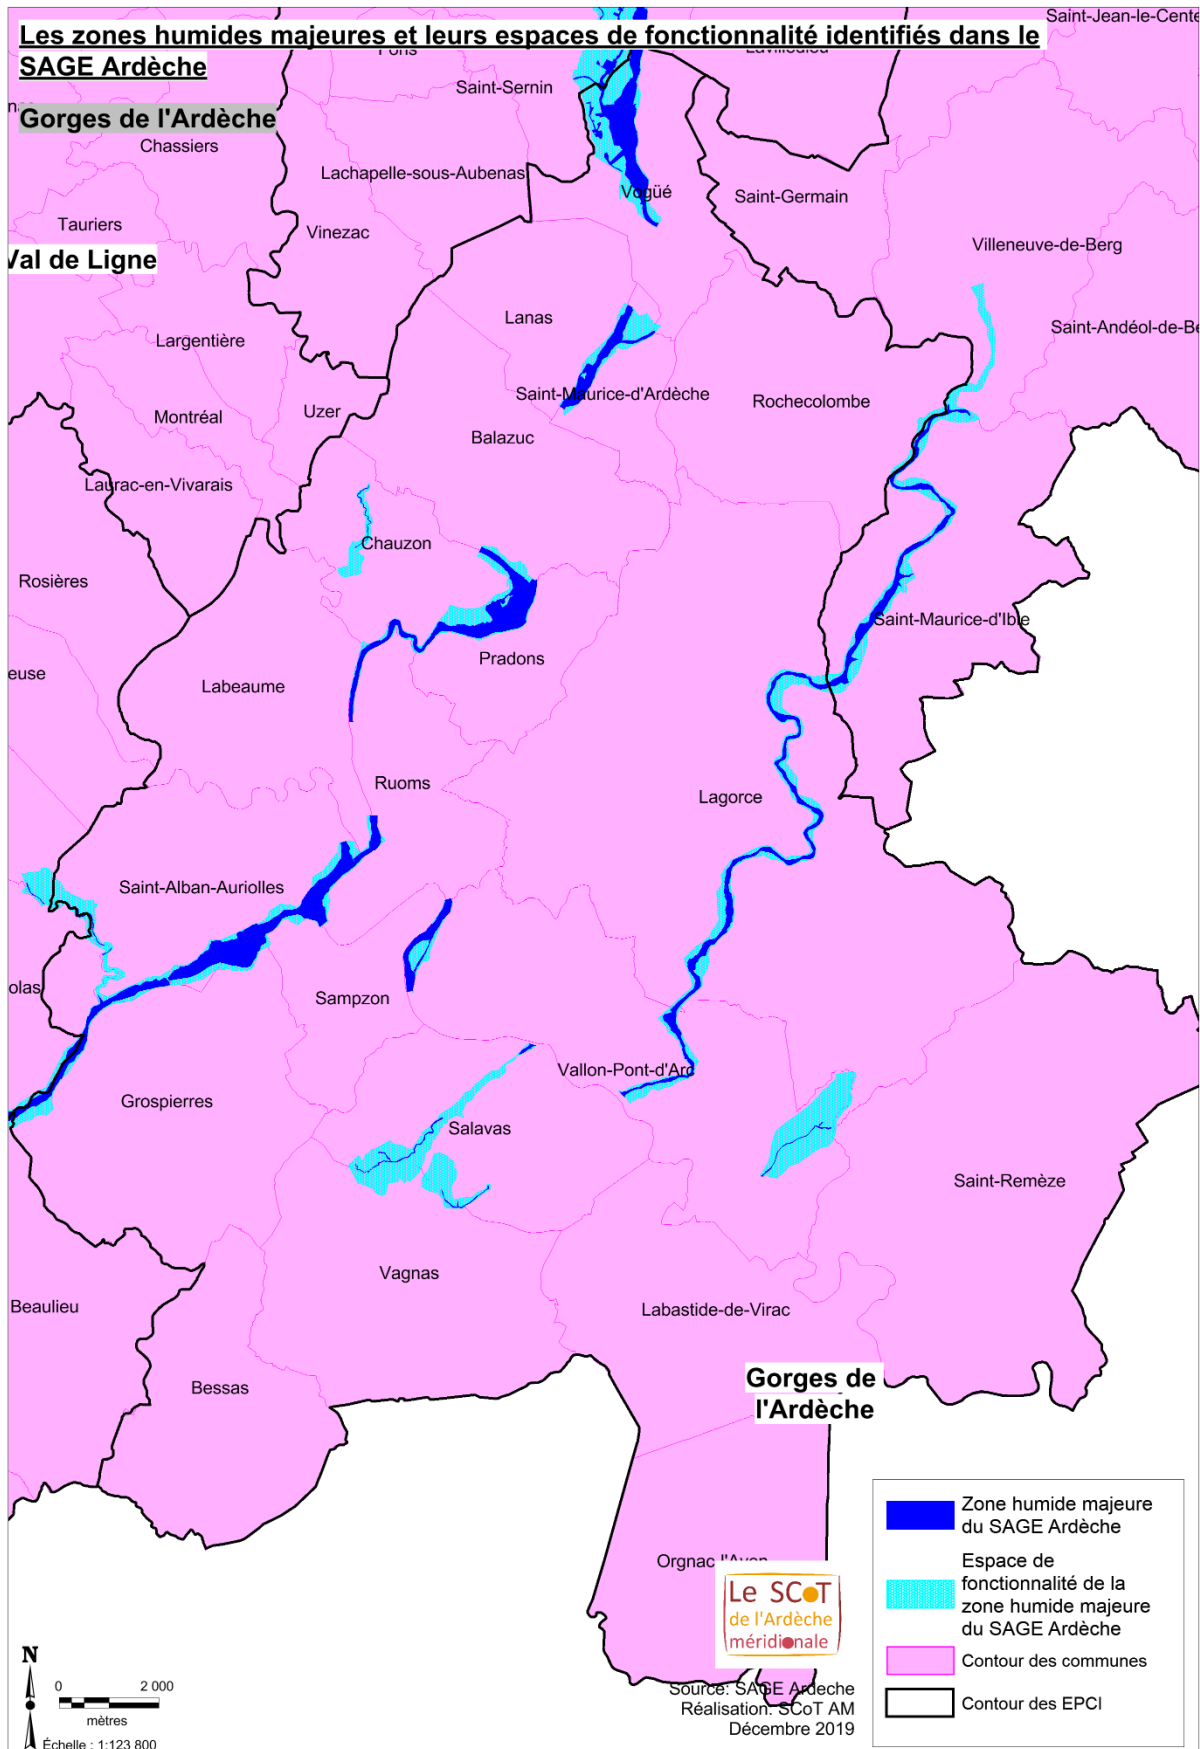 Les zones humides majeures et leurs espaces de fonctionnalité identifiés dans le
SAGE Ardèche
Gorges de l'Ardèche
Saint-Sernin
Chassiers
Lachapelle-sous-Aubenas
Vogüé
Saint-Germain
Tauriers
Vinezac
Villeneuve-de-Berg
Val de Ligne
Lanas
Largentière
Saint-Andéol-de-Be
Saint-Maurice-d'Ardèche
Rochecolombe
Montréal
Uzer
Balazuc
Laurac-en-Vivarais
Chauzon
Rosières
Saint-Maurice-d'Ibie
Pradons
euse
Labeaume
Ruoms
Lagorce
Saint-Alban-Auriolles
olas
Sampzon
Vallon-Pont-d'Arc
Grospierres
Salavas
Saint-Remèze
Vagnas
Beaulieu
Labastide-de-Virac
Bessas
Gorges de
l'Ardèche
Orgnac-l'Aven
Le SCoT
de l'Ardèche
méridionale
Source: SAGE Ardeche
Réalisation: SCoT AM
Décembre 2019
Zone humide majeure
du SAGE Ardèche
Espace de
fonctionnalité de la
zone humide majeure
du SAGE Ardèche
Contour des communes
Contour des EPCI
N
0 2 000
mètres
Échelle : 1:123 800